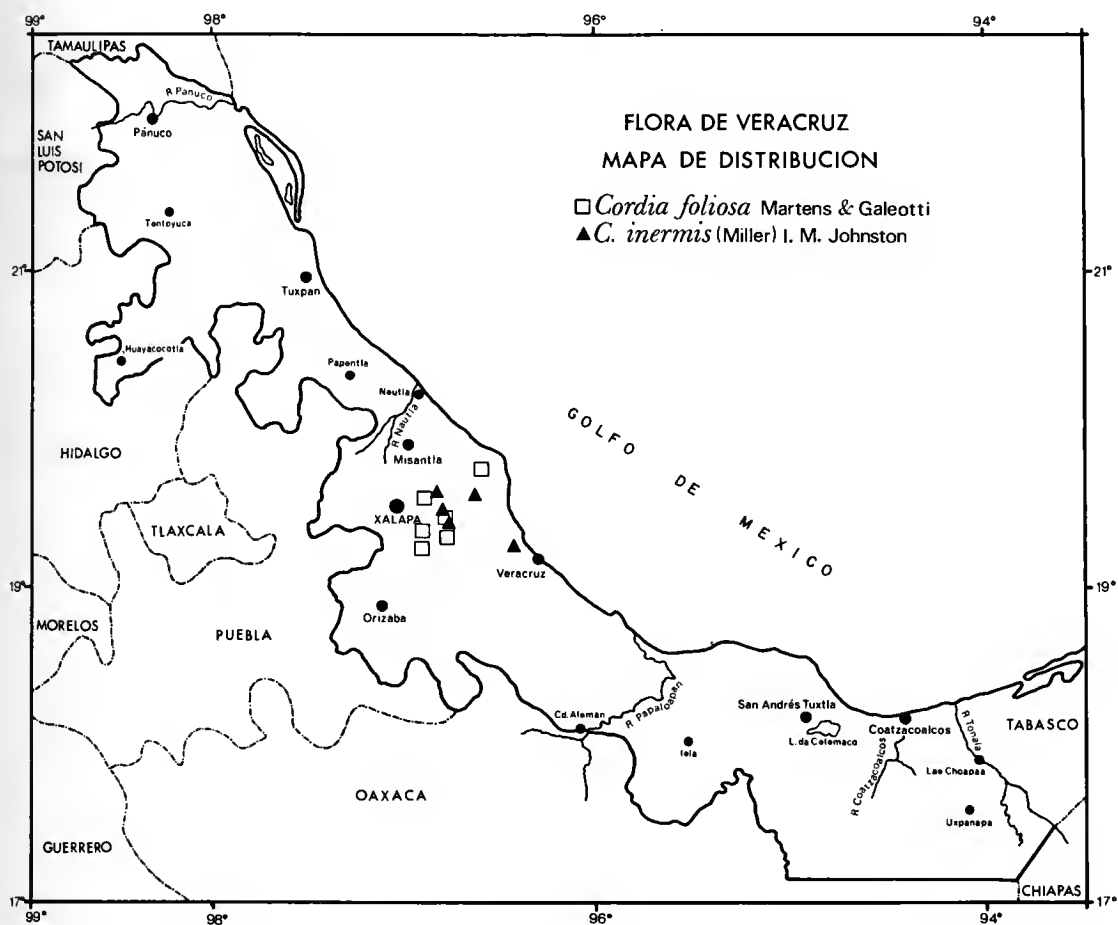 99°
98°
96°
94°
TAMAULIPAS
R Panuco
Pánuco
SAN
LUIS
POTOSI
FLORA DE VERACRUZ
MAPA DE DISTRIBUCION
Cordia foliosa Martens & Galeotti
C. inermis (Miller) I. M. Johnston
Tantoyuca
21°
21°
Tuxpan
Huayacocotla
Papantla
Nautla
R Nautla
Misantla
GOLFO DE MEXICO
HIDALGO
TLAXCALA
XALAPA
Veracruz
19°
19°
MORELOS
PUEBLA
Orizaba
Cd. Aleman
R Papaloapan
San Andrés Tuxtla
L. de Catemaco
Isla
Coatzacoalcos
R Coatzacoalcos
R Tonala
TABASCO
Las Choapas
Uxpanapa
OAXACA
GUERRERO
CHIAPAS
17°
17°
99°
98°
96°
94°